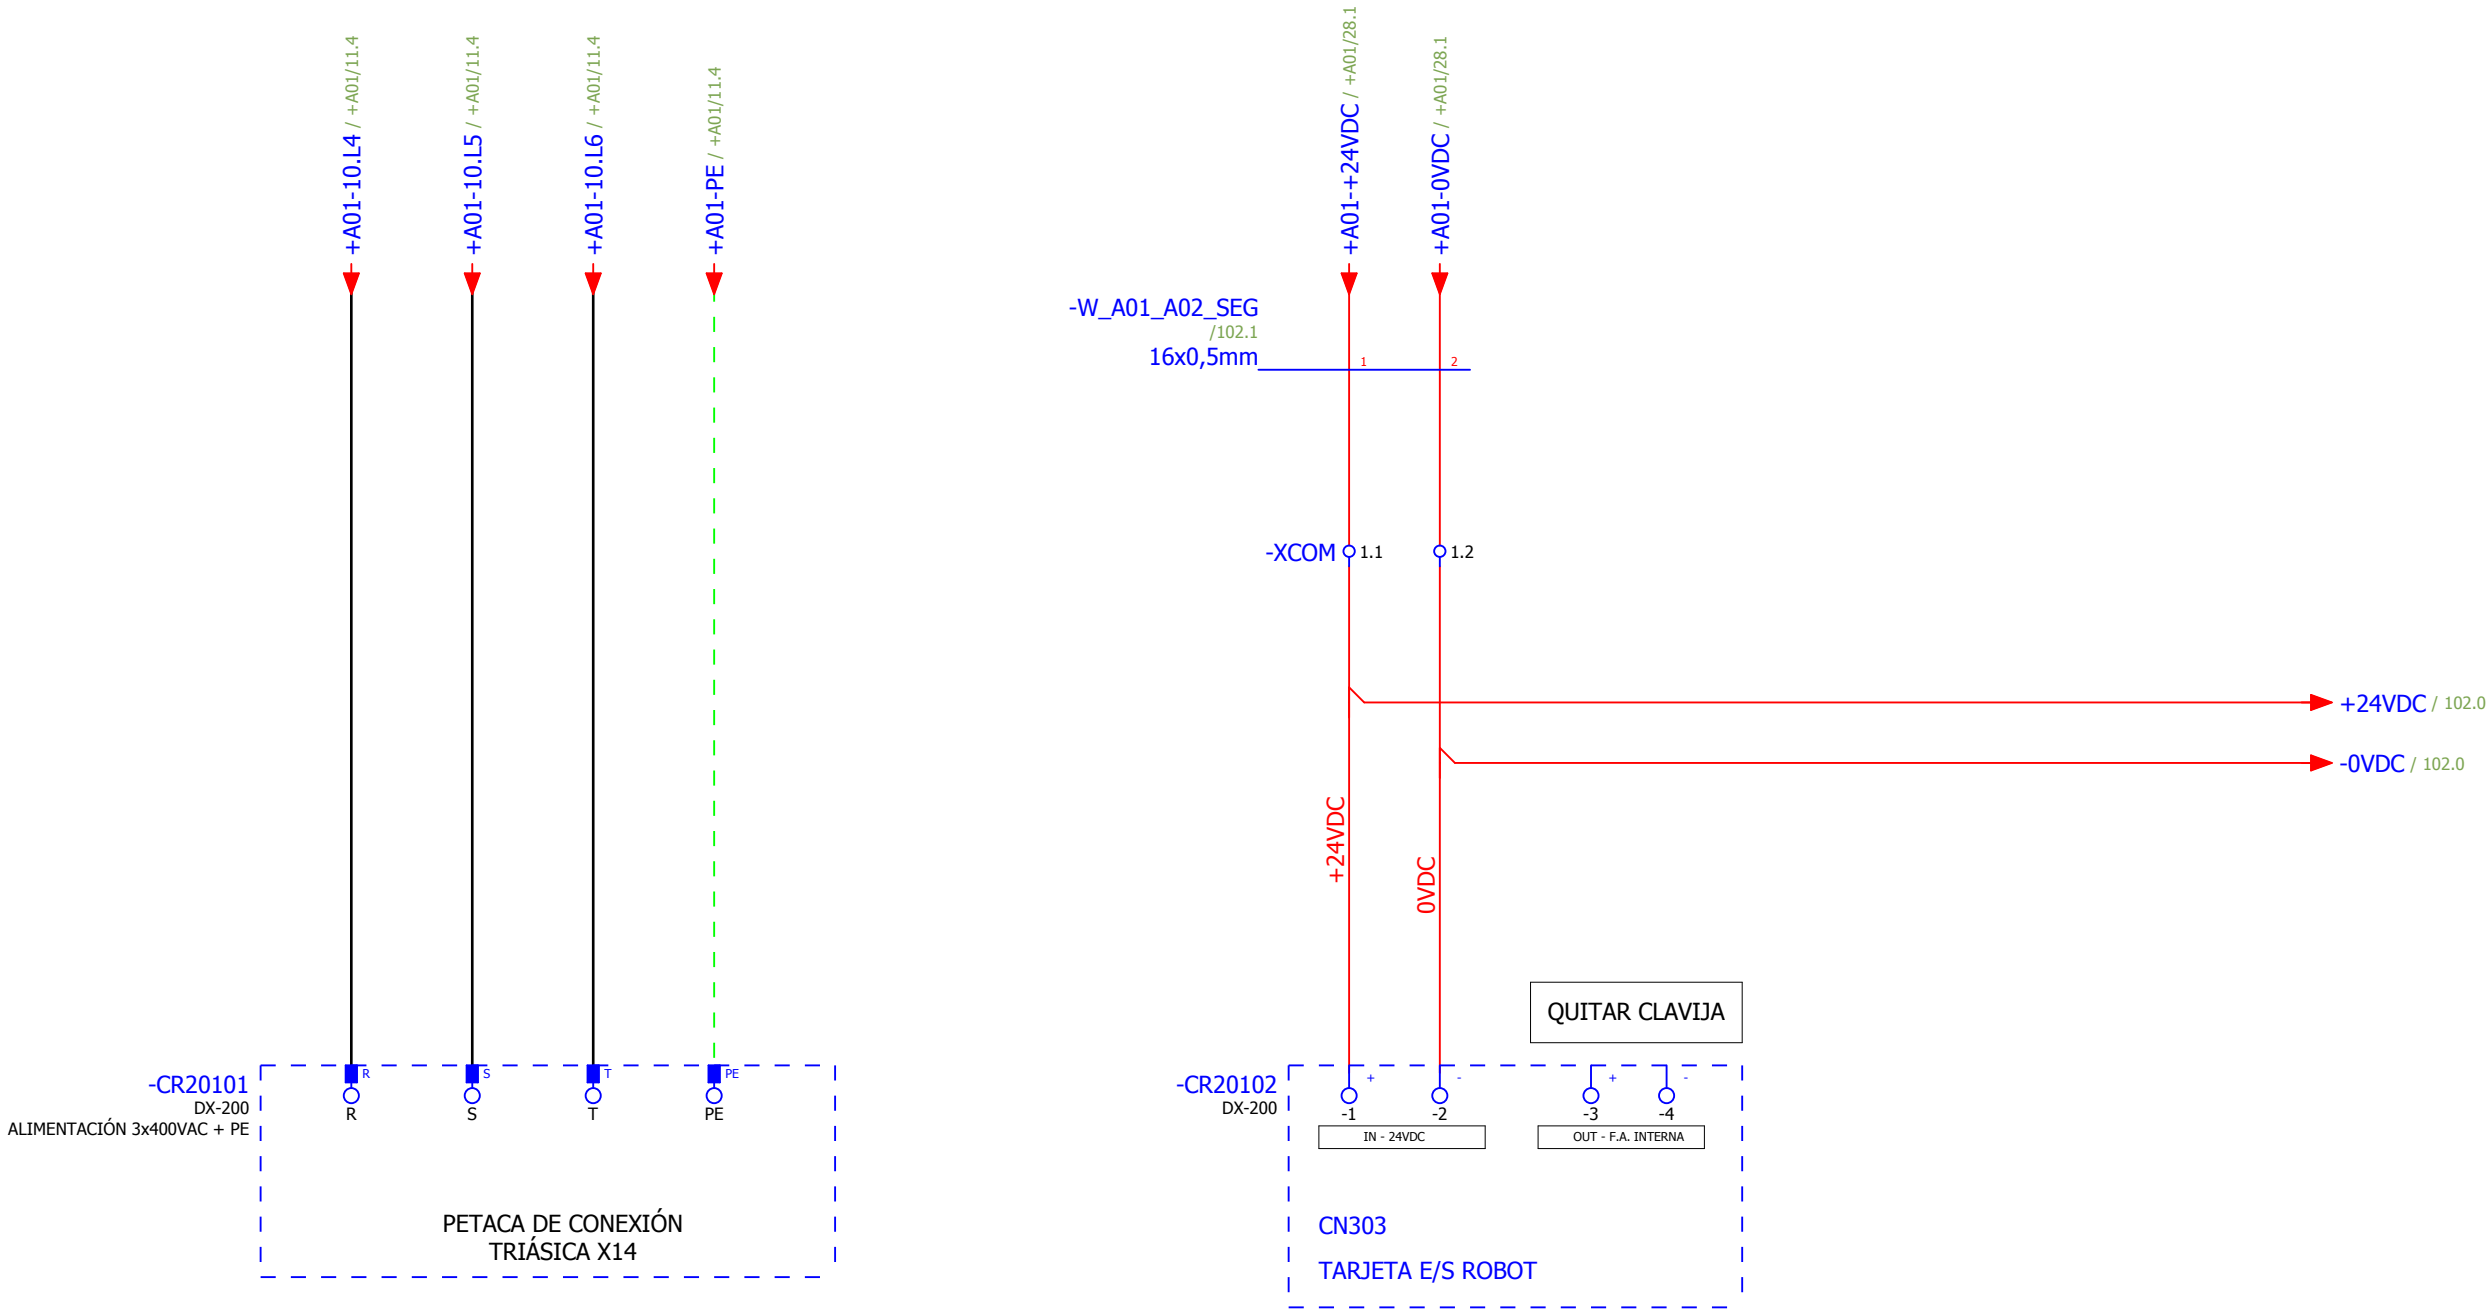 +A01-10.L4 / +A01/11.4
+A01-10.L5 / +A01/11.4
+A01-10.L6 / +A01/11.4
+A01-PE / +A01/11.4
+A01-+24VDC / +A01/28.1
+A01-0VDC / +A01/28.1
-W_A01_A02_SEG
/102.1
16x0,5mm
1
2
-XCOM
1.1
1.2
+24VDC / 102.0
-0VDC / 102.0
+24VDC
0VDC
QUITAR CLAVIJA
-CR20101
DX-200
ALIMENTACIÓN 3x400VAC + PE
R
S
T
PE
R
S
T
PE
PETACA DE CONEXIÓN
TRIÁSICA X14
-CR20102
DX-200
+
-
+
-
-1
-2
-3
-4
IN - 24VDC
OUT - F.A. INTERNA
CN303
TARJETA E/S ROBOT